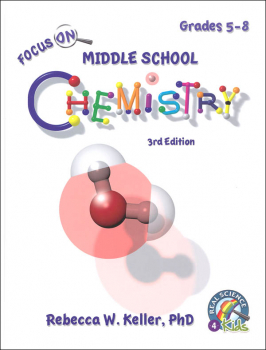 Grades 5-8
FOCUS ON
MIDDLE SCHOOL
CHEMISTRY
3rd Edition
Rebecca W. Keller, PhD
REAL SCIENCE
4
Kids